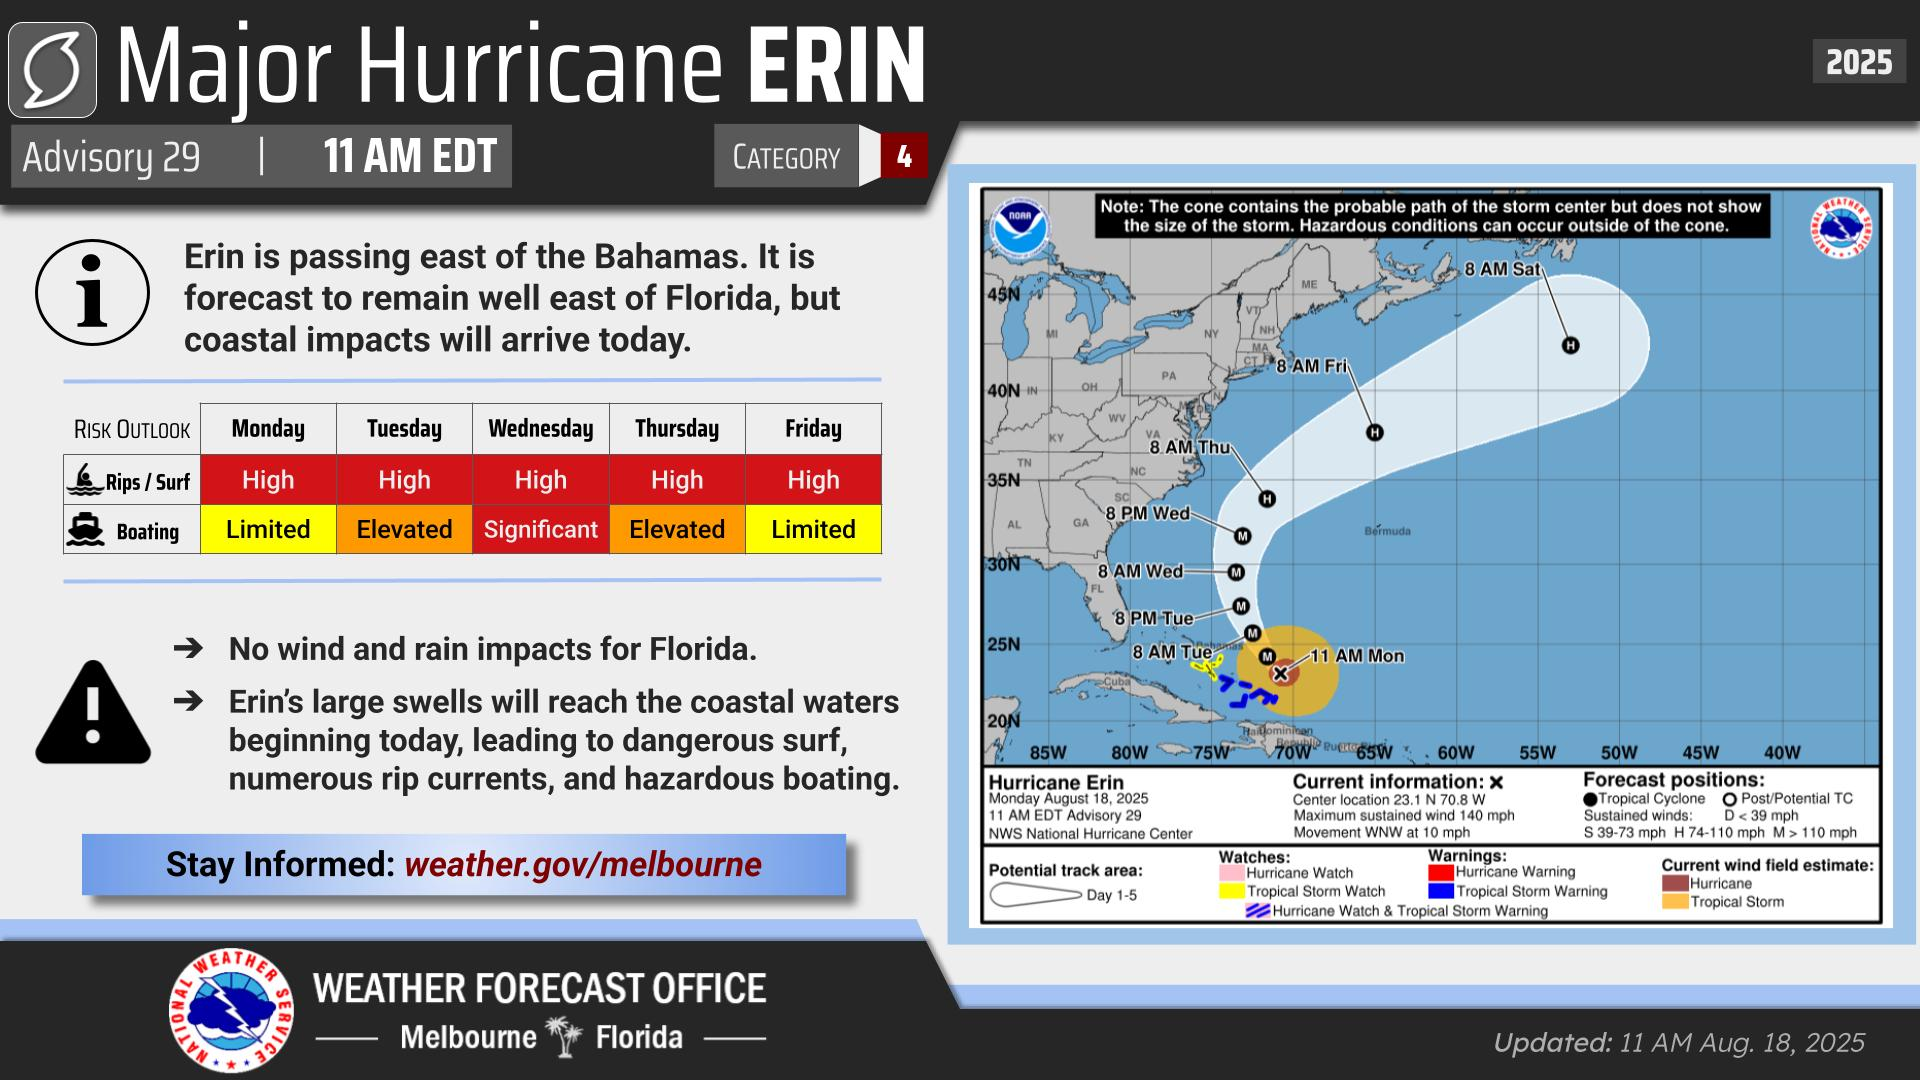 Major Hurricane ERIN
2025
Advisory 29 | 11 AM EDT
CATEGORY 4
Erin is passing east of the Bahamas. It is
forecast to remain well east of Florida, but
coastal impacts will arrive today.
RISK OUTLOOK Monday Tuesday Wednesday Thursday Friday
Rips / Surf High High High High High
Boating Limited Elevated Significant Elevated Limited
➔ No wind and rain impacts for Florida.
➔ Erin's large swells will reach the coastal waters
beginning today, leading to dangerous surf,
numerous rip currents, and hazardous boating.
Stay Informed: weather.gov/melbourne
NATIONAL WEATHER SERVICE
WEATHER FORECAST OFFICE
Melbourne Florida
Note: The cone contains the probable path of the storm center but does not show
the size of the storm. Hazardous conditions can occur outside of the cone.
NOAA
NATIONAL WEATHER SERVICE
8 AM Sat
45N
ME
VT
MI
NY
NH
MA
CT
8 AM Fri
PA
40N
IN
OH
WV
KY
VA
8 AM Thu
TN
NC
35N
SC
8 PM Wed
AL
GA
Bermuda
30N
8 AM Wed
FL
8 PM Tue
25N
Bahamas
8 AM Tue
11 AM Mon
Cuba
20N
Dominican
Republic
85W 80W 75W 70W 65W 60W 55W 50W 45W 40W
H
H
H
M
M
M
M
M
Hurricane Erin
Monday August 18, 2025
11 AM EDT Advisory 29
NWS National Hurricane Center
Current information: ×
Center location 23.1 N 70.8 W
Maximum sustained wind 140 mph
Movement WNW at 10 mph
Forecast positions:
Tropical Cyclone Post/Potential TC
Sustained winds: D < 39 mph
S 39-73 mph H 74-110 mph M > 110 mph
Potential track area:
Day 1-5
Watches:
Hurricane Watch
Tropical Storm Watch
Warnings:
Hurricane Warning
Tropical Storm Warning
Hurricane Watch & Tropical Storm Warning
Current wind field estimate:
Hurricane
Tropical Storm
Updated: 11 AM Aug. 18, 2025